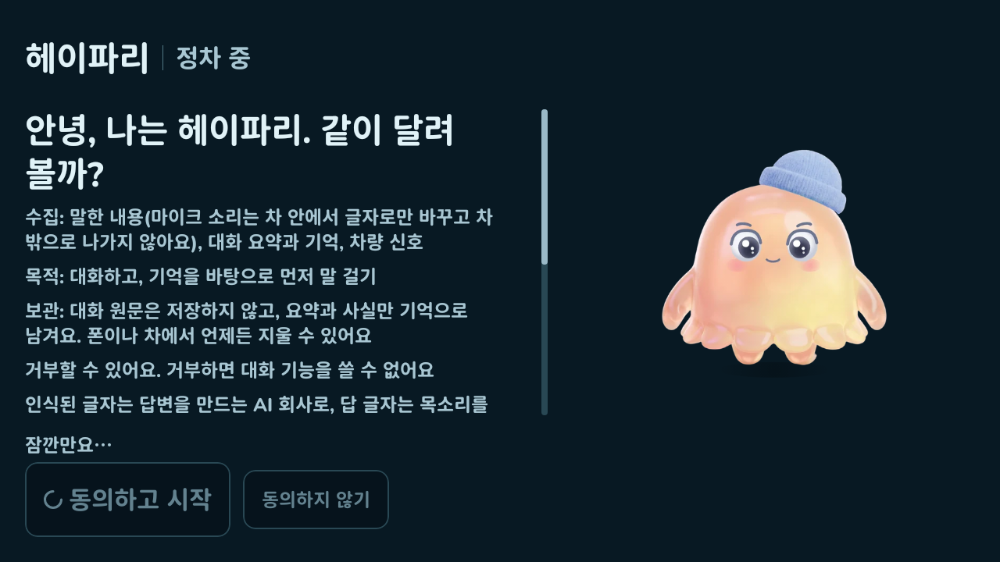 헤이파리 정차 중
안녕, 나는 헤이파리. 같이 달려
볼까?
수집: 말한 내용(마이크 소리는 차 안에서 글자로만 바꾸고 차
밖으로 나가지 않아요), 대화 요약과 기억, 차량 신호
목적: 대화하고, 기억을 바탕으로 먼저 말 걸기
보관: 대화 원문은 저장하지 않고, 요약과 사실만 기억으로
남겨요. 폰이나 차에서 언제든 지울 수 있어요
거부할 수 있어요. 거부하면 대화 기능을 쓸 수 없어요
인식된 글자는 답변을 만드는 AI 회사로, 답 글자는 목소리를
잠깐만요…
동의하고 시작 동의하지 않기